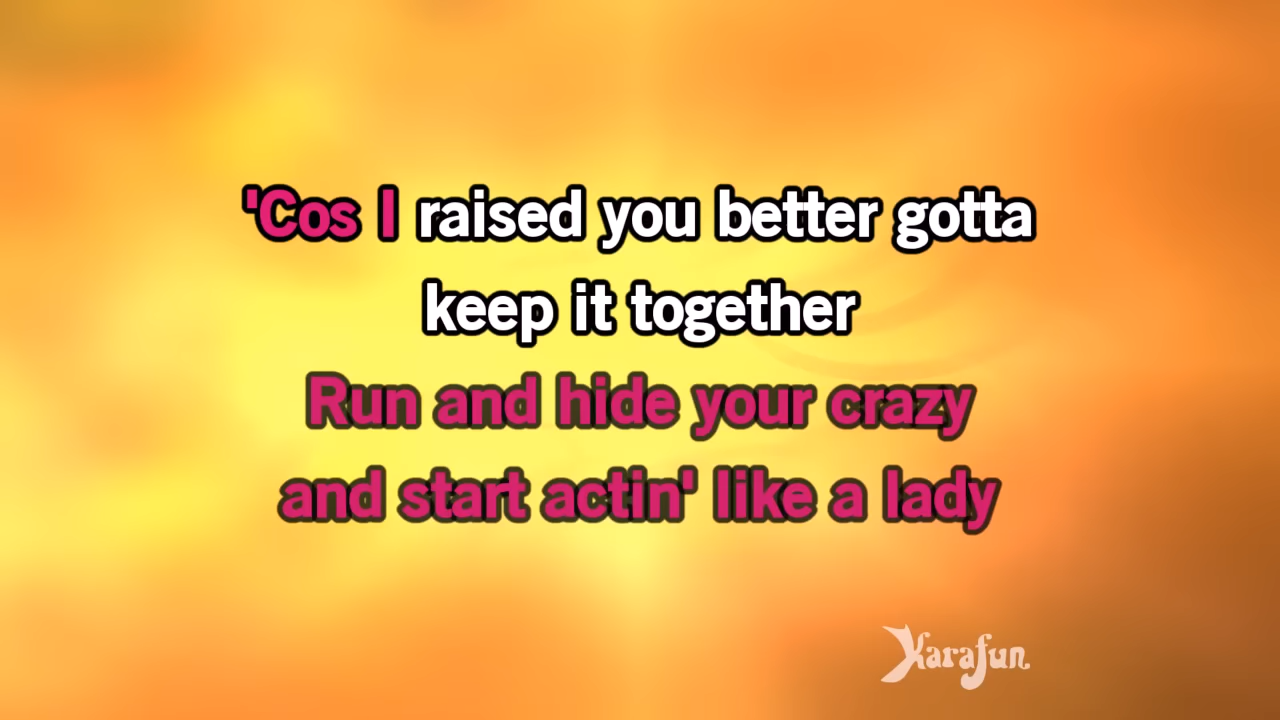 'Cos I raised you better gotta
keep it together
Run and hide your crazy
and start actin' like a lady
Karafun